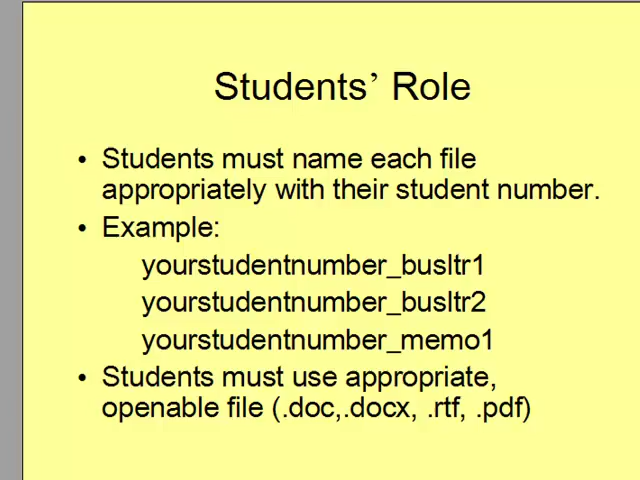 Students’ Role
• Students must name each file
appropriately with their student number.
• Example:
yourstudentnumber_busltr1
yourstudentnumber_busltr2
yourstudentnumber_memo1
• Students must use appropriate,
openable file (.doc,.docx, .rtf, .pdf)